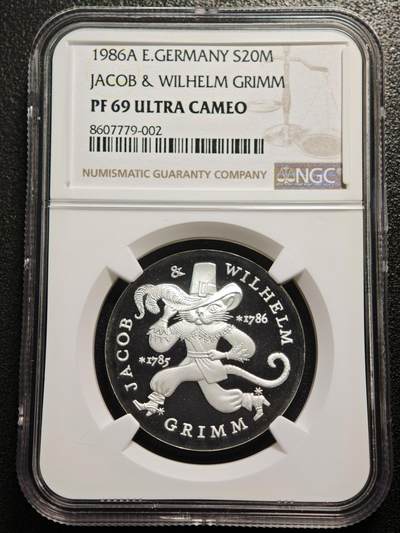 1986A E.GERMANY S20M
JACOB & WILHELM GRIMM
PF 69 ULTRA CAMEO
8607779-002
NUMISMATIC GUARANTY COMPANY
NGC
JACOB & WILHELM
*1785
*1786
GRIMM